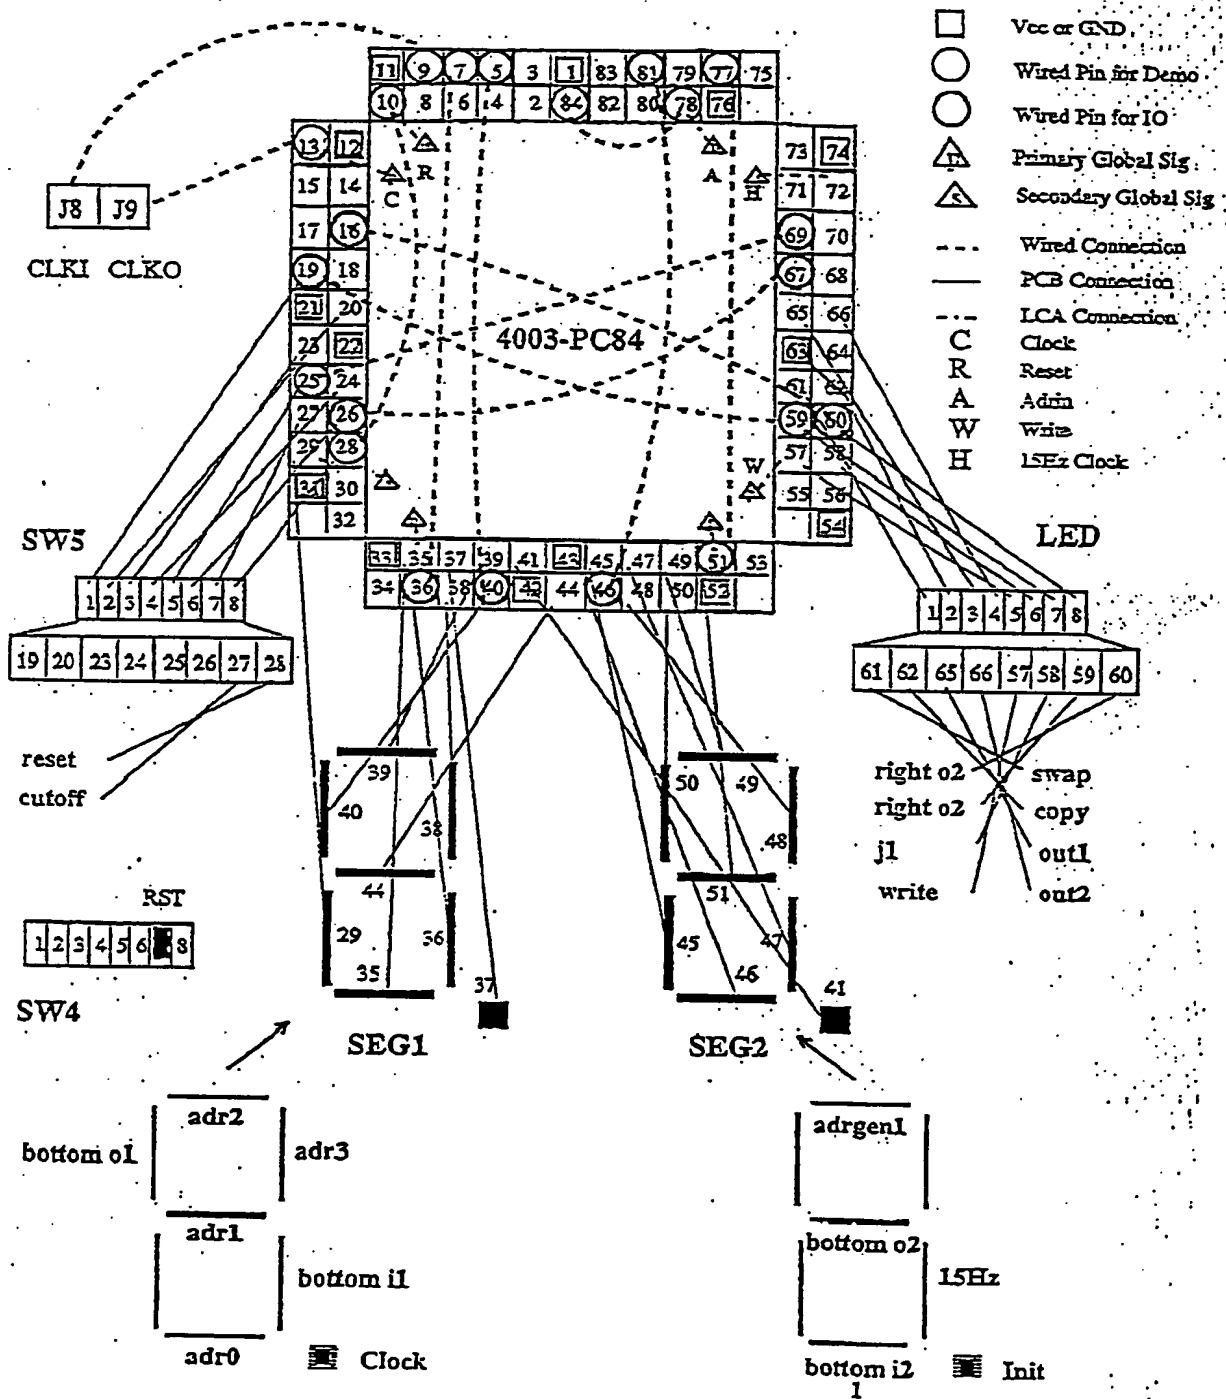 Vcc or GND
Wired Pin for Demo
Wired Pin for IO
Primary Global Sig
Secondary Global Sig
Wired Connection
PCB Connection
LCA Connection
C Clock
R Reset
A Adrin
W Write
H 15Hz Clock
11 9 7 5 3 1 83 81 79 77 75
10 8 6 4 2 84 82 80 78 76
13 12
15 14
17 16
19 18
21 20
23 22
25 24
27 26
29 28
31 30
32
R
C
A
H
W
73 74
71 72
69 70
67 68
65 66
63 64
61 62
59 60
57 58
55 56
54
4003-PC84
33 35 37 39 41 43 45 47 49 51 53
34 36 38 40 42 44 46 48 50 52
J8 J9
CLKI CLKO
SW5
1 2 3 4 5 6 7 8
19 20 23 24 25 26 27 28
reset
cutoff
LED
1 2 3 4 5 6 7 8
61 62 65 66 57 58 59 60
right o2 swap
right o2 copy
j1 out1
write out2
RST
1 2 3 4 5 6 8
SW4
39
40 38
44
29 36
35
37
SEG1
49
50 48
51
45 47
46
41
SEG2
adr2
bottom o1 adr3
adr1
bottom i1
adr0
Clock
adrgen1
bottom o2
15Hz
bottom i2
Init
1